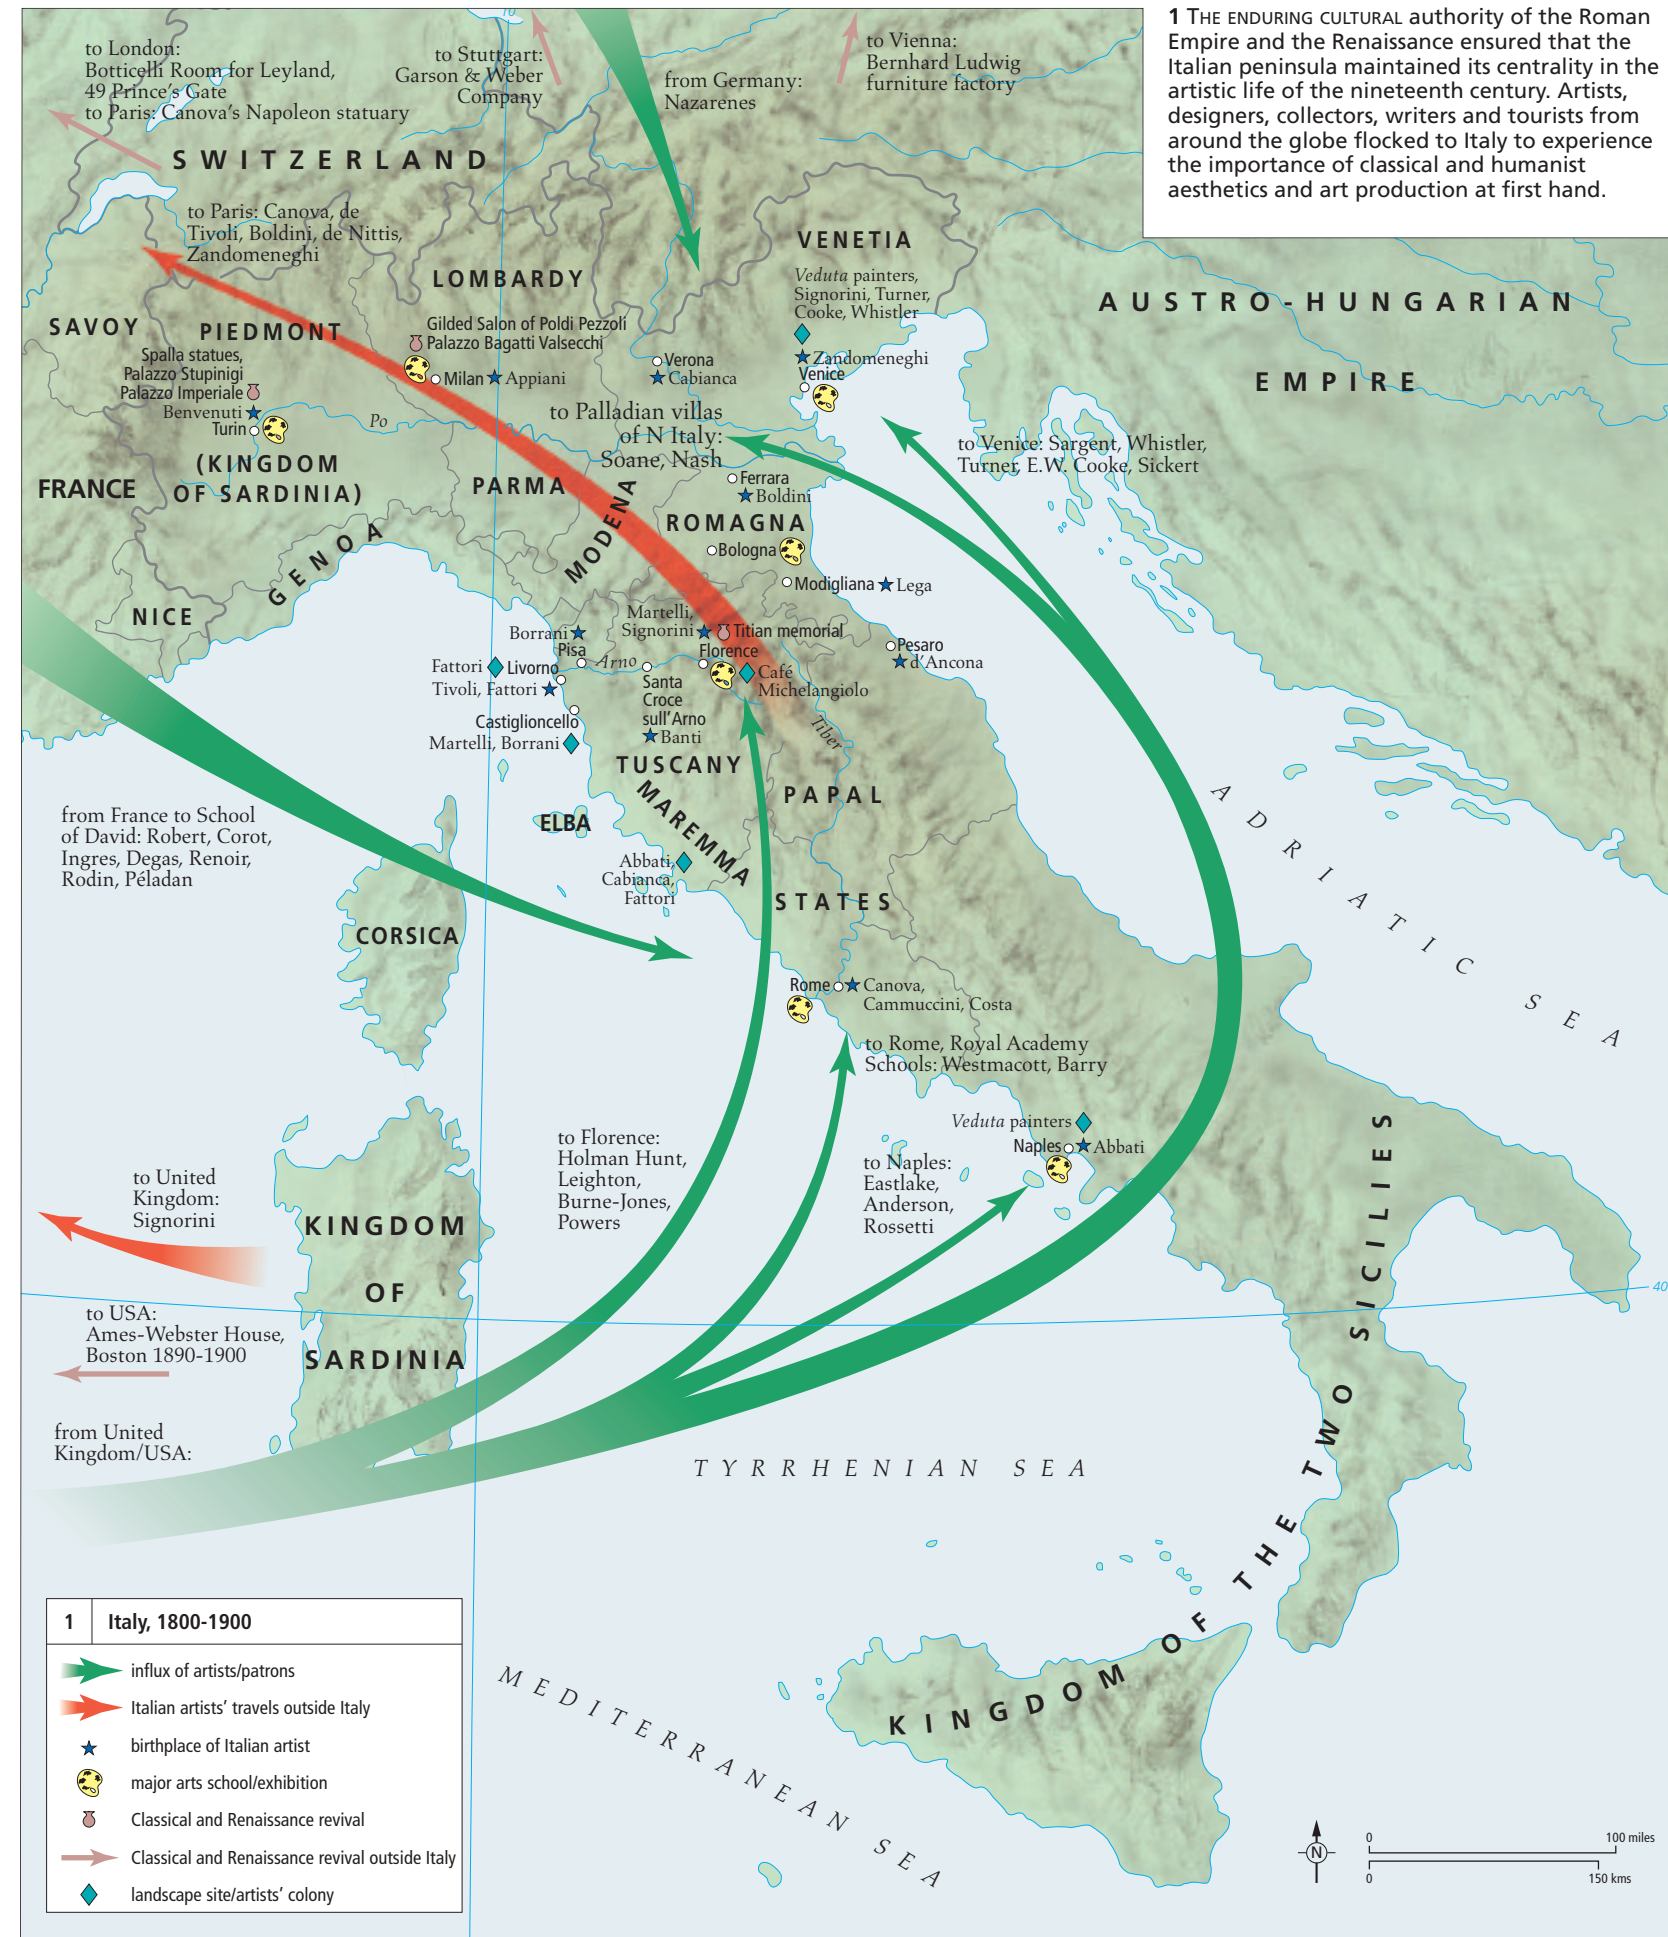 1 THE ENDURING CULTURAL authority of the Roman
Empire and the Renaissance ensured that the
Italian peninsula maintained its centrality in the
artistic life of the nineteenth century. Artists,
designers, collectors, writers and tourists from
around the globe flocked to Italy to experience
the importance of classical and humanist
aesthetics and art production at first hand.
10
to London:
Botticelli Room for Leyland,
49 Prince's Gate
to Paris: Canova's Napoleon statuary
to Stuttgart:
Garson & Weber
Company
from Germany:
Nazarenes
to Vienna:
Bernhard Ludwig
furniture factory
SWITZERLAND
to Paris: Canova, de
Tivoli, Boldini, de Nittis,
Zandomeneghi
VENETIA
Veduta painters,
Signorini, Turner,
Cooke, Whistler
Zandomeneghi
Venice
LOMBARDY
AUSTRO-HUNGARIAN
EMPIRE
SAVOY
PIEDMONT
Gilded Salon of Poldi Pezzoli
Palazzo Bagatti Valsecchi
Milan
Appiani
Verona
Cabianca
Spalla statues,
Palazzo Stupinigi
Palazzo Imperiale
Benvenuti
Turin
Po
to Palladian villas
of N Italy:
Soane, Nash
to Venice: Sargent, Whistler,
Turner, E.W. Cooke, Sickert
(KINGDOM
OF SARDINIA)
FRANCE
PARMA
MODENA
Ferrara
Boldini
ROMAGNA
Bologna
GENOA
Modigliana
Lega
NICE
Martelli,
Signorini
Titian memorial
Florence
Café
Michelangiolo
Borrani
Pisa
Arno
Fattori
Livorno
Tivoli, Fattori
Pesaro
d'Ancona
Santa
Croce
sull'Arno
Banti
Castiglioncello
Martelli, Borrani
Tiber
TUSCANY
MAREMMA
PAPAL
STATES
ADRIATIC SEA
from France to School
of David: Robert, Corot,
Ingres, Degas, Renoir,
Rodin, Péladan
ELBA
Abbati,
Cabianca,
Fattori
CORSICA
Rome
Canova,
Cammuccini, Costa
to Rome, Royal Academy
Schools: Westmacott, Barry
Veduta painters
Naples
Abbati
to Florence:
Holman Hunt,
Leighton,
Burne-Jones,
Powers
to Naples:
Eastlake,
Anderson,
Rossetti
to United
Kingdom:
Signorini
KINGDOM
OF
SARDINIA
40
to USA:
Ames-Webster House,
Boston 1890-1900
from United
Kingdom/USA:
TYRRHENIAN SEA
KINGDOM OF THE TWO SICILIES
MEDITERRANEAN SEA
1 Italy, 1800-1900
influx of artists/patrons
Italian artists' travels outside Italy
birthplace of Italian artist
major arts school/exhibition
Classical and Renaissance revival
Classical and Renaissance revival outside Italy
landscape site/artists' colony
N
0 100 miles
0 150 kms